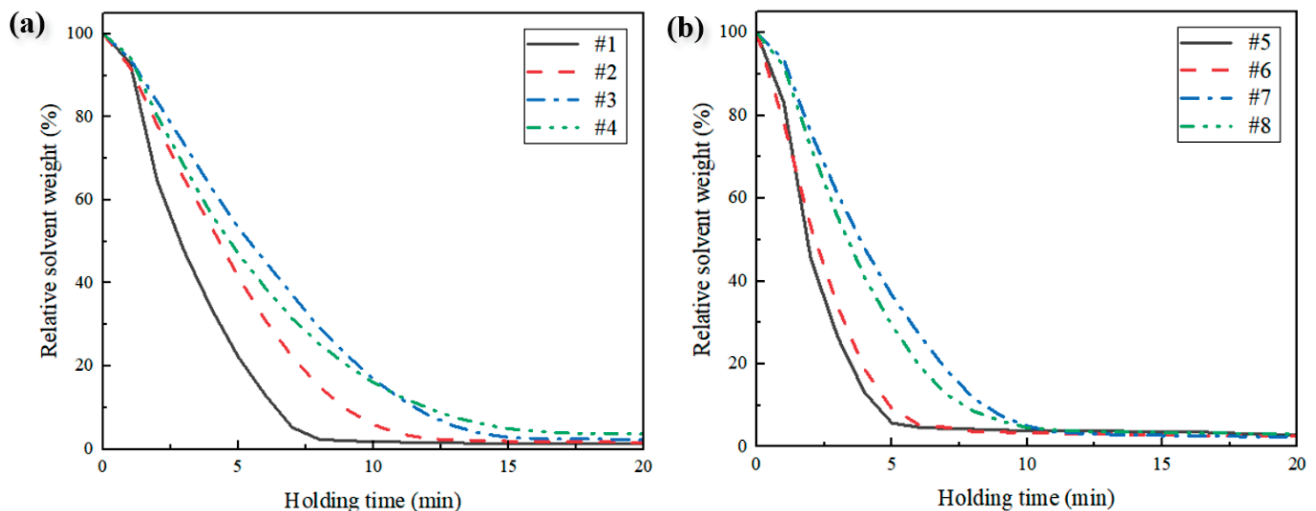 (a)
Relative solvent weight (%)
100
80
60
40
20
0
0 5 10 15 20
Holding time (min)
#1
#2
#3
#4
(b)
Relative solvent weight (%)
100
80
60
40
20
0
0 5 10 15 20
Holding time (min)
#5
#6
#7
#8